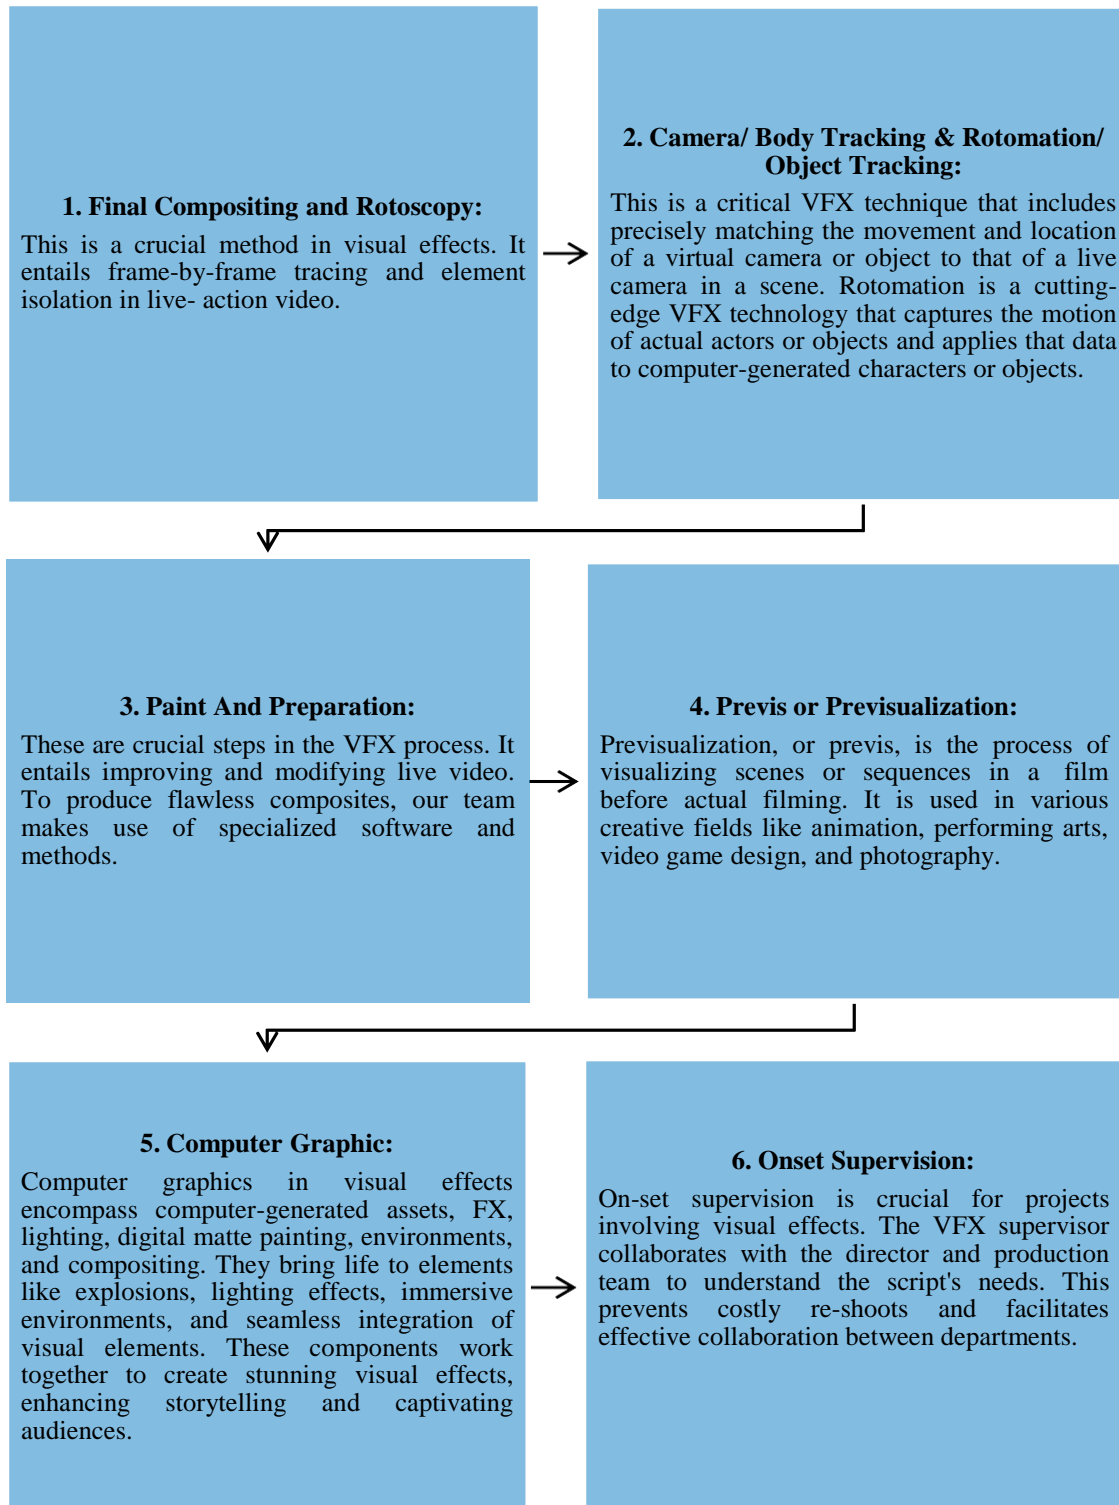 1. Final Compositing and Rotoscopy:
This is a crucial method in visual effects. It
entails frame-by-frame tracing and element
isolation in live- action video.
2. Camera/ Body Tracking & Rotomation/
Object Tracking:
This is a critical VFX technique that includes
precisely matching the movement and location
of a virtual camera or object to that of a live
camera in a scene. Rotomation is a cutting-
edge VFX technology that captures the motion
of actual actors or objects and applies that data
to computer-generated characters or objects.
3. Paint And Preparation:
These are crucial steps in the VFX process. It
entails improving and modifying live video.
To produce flawless composites, our team
makes use of specialized software and
methods.
4. Previs or Previsualization:
Previsualization, or previs, is the process of
visualizing scenes or sequences in a film
before actual filming. It is used in various
creative fields like animation, performing arts,
video game design, and photography.
5. Computer Graphic:
Computer graphics in visual effects
encompass computer-generated assets, FX,
lighting, digital matte painting, environments,
and compositing. They bring life to elements
like explosions, lighting effects, immersive
environments, and seamless integration of
visual elements. These components work
together to create stunning visual effects,
enhancing storytelling and captivating
audiences.
6. Onset Supervision:
On-set supervision is crucial for projects
involving visual effects. The VFX supervisor
collaborates with the director and production
team to understand the script's needs. This
prevents costly re-shoots and facilitates
effective collaboration between departments.